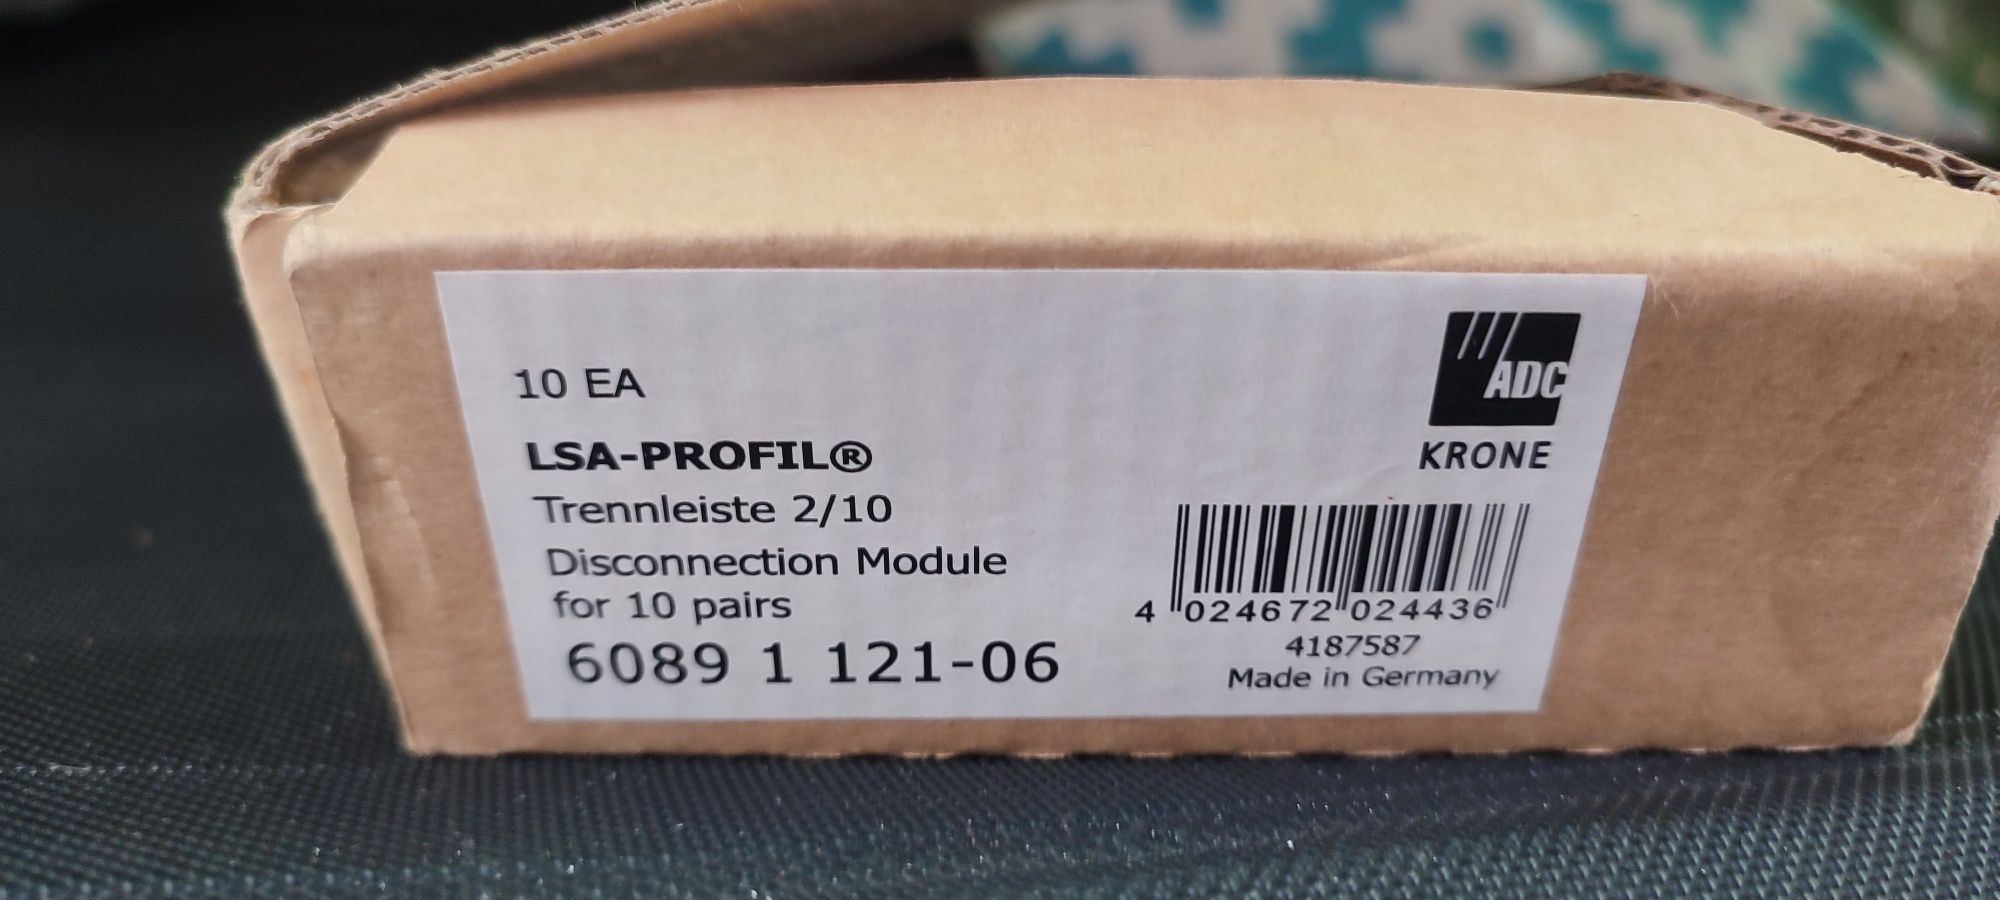 10 EA
LSA-PROFIL®
Trennleiste 2/10
Disconnection Module
for 10 pairs
6089 1 121-06
ADC
KRONE
4 024672 024436
4187587
Made in Germany